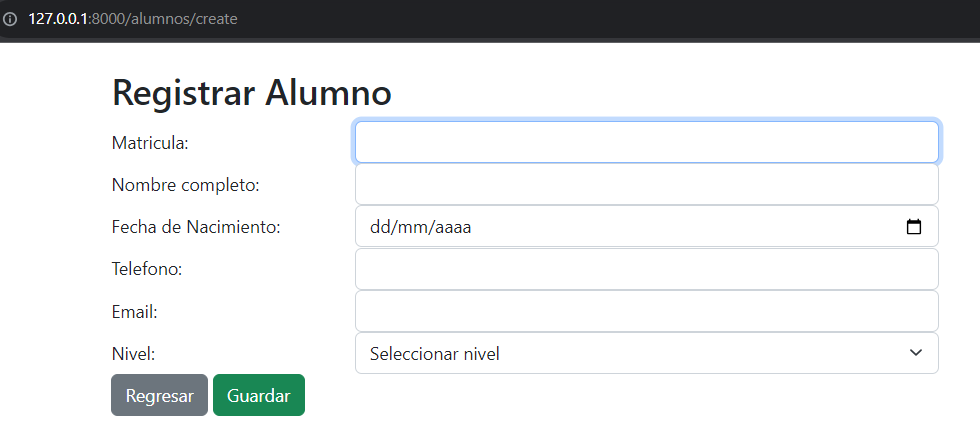 127.0.0.1:8000/alumnos/create
Registrar Alumno
Matricula:
Nombre completo:
Fecha de Nacimiento: dd/mm/aaaa
Telefono:
Email:
Nivel: Seleccionar nivel
Regresar Guardar